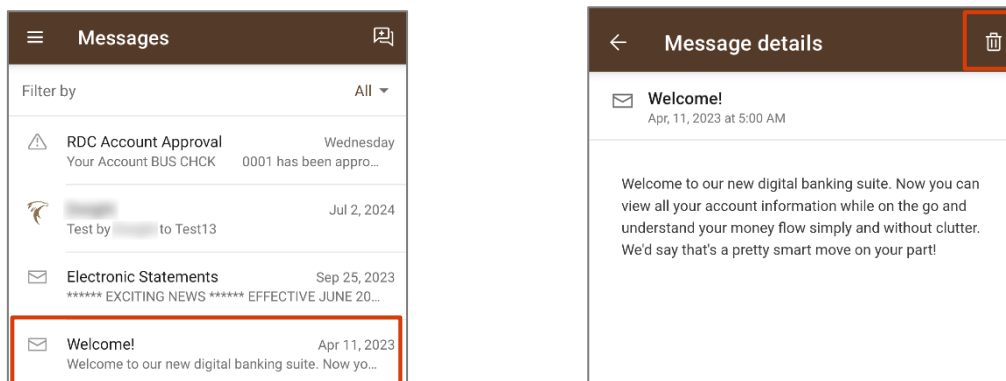 Messages
Filter by All
RDC Account Approval Wednesday
Your Account BUS CHCK 0001 has been appro...
Jul 2, 2024
Test by to Test13
Electronic Statements Sep 25, 2023
****** EXCITING NEWS ****** EFFECTIVE JUNE 20...
Welcome! Apr 11, 2023
Welcome to our new digital banking suite. Now yo...
Message details
Welcome!
Apr, 11, 2023 at 5:00 AM
Welcome to our new digital banking suite. Now you can
view all your account information while on the go and
understand your money flow simply and without clutter.
We'd say that's a pretty smart move on your part!